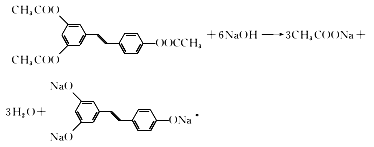 CH₃COO
OOCCH₃ + 6NaOH ⟶ 3CH₃COONa +
CH₃COO
NaO
3H₂O + ONa .
NaO